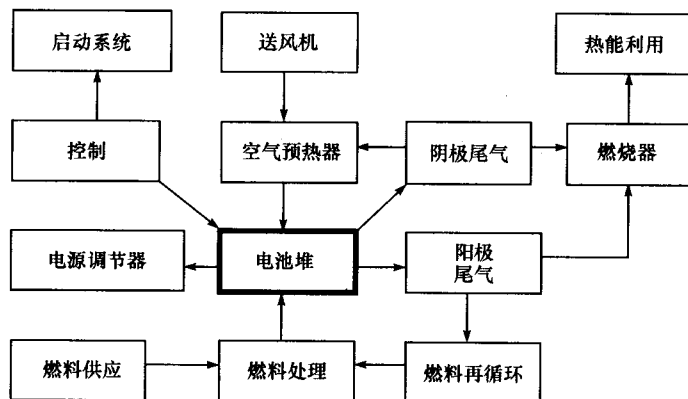 启动系统
送风机
热能利用
控制
空气预热器
阴极尾气
燃烧器
电源调节器
电池堆
阳极
尾气
燃料供应
燃料处理
燃料再循环